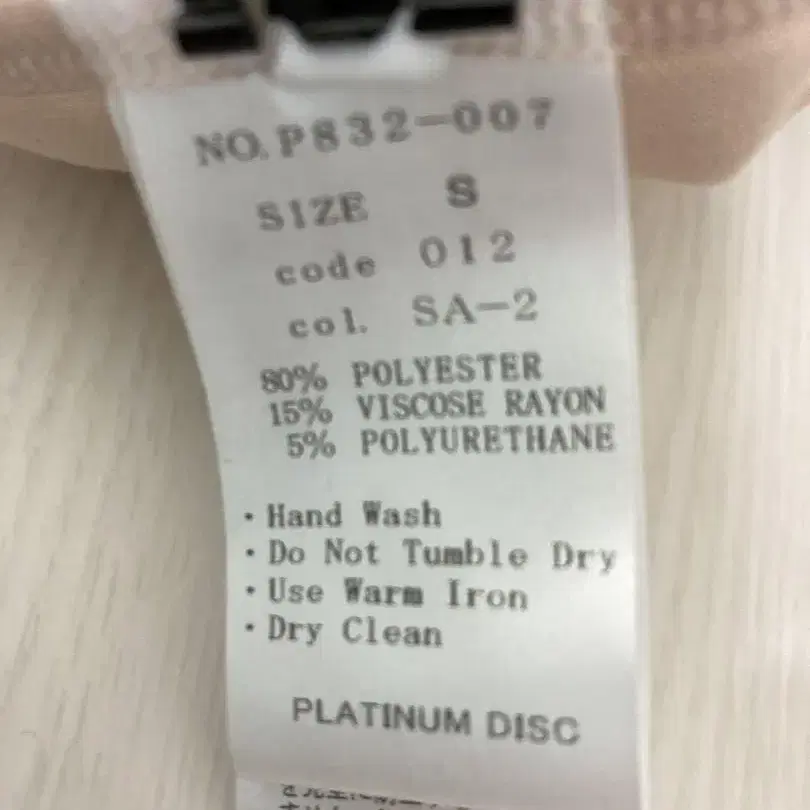 NO. P832-007
SIZE S
code 012
col. SA-2
80% POLYESTER
15% VISCOSE RAYON
5% POLYURETHANE
・Hand Wash
・Do Not Tumble Dry
・Use Warm Iron
・Dry Clean
PLATINUM DISC